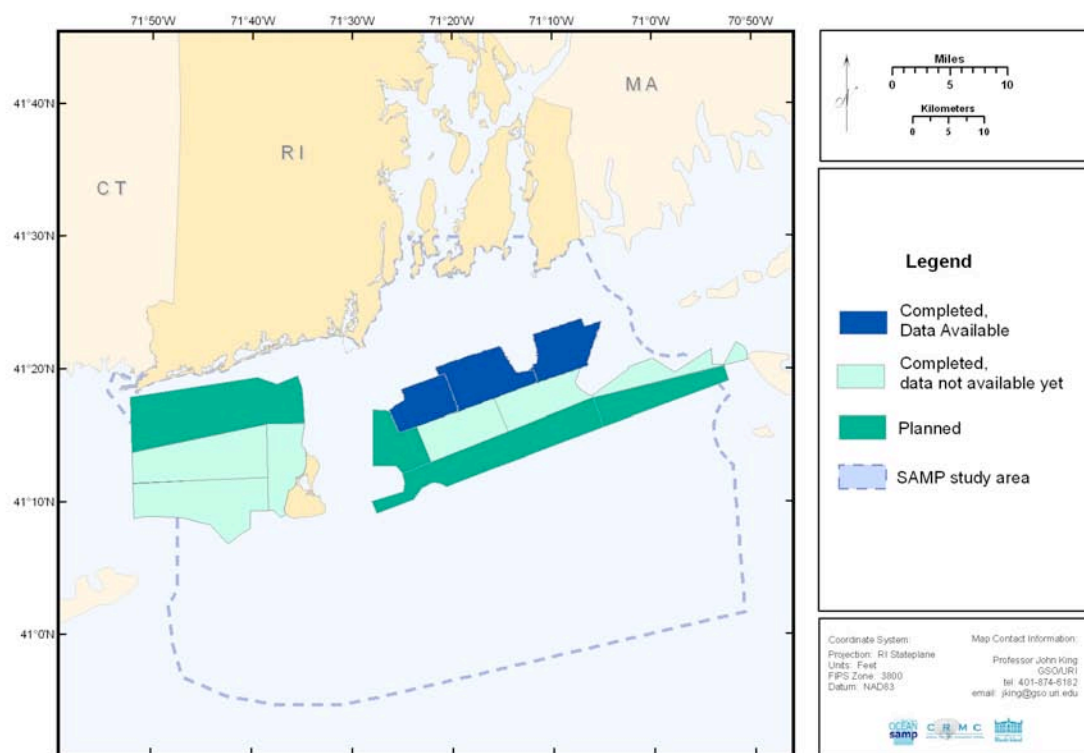 71°50'W 71°40'W 71°30'W 71°20'W 71°10'W 71°0'W 70°50'W
41°40'N
41°30'N
41°20'N
41°10'N
41°0'N
MA
RI
CT
Miles
0 5 10
Kilometers
0 5 10
Legend
Completed,
Data Available
Completed,
data not available yet
Planned
SAMP study area
Coordinate System:
Projection: RI Stateplane
Units: Feet
FIPS Zone: 3800
Datum: NAD83
Map Contact Information:
Professor John King
GSO/URI
tel: 401-874-6182
email: jking@gso.uri.edu
OCEAN
samp
CRMC